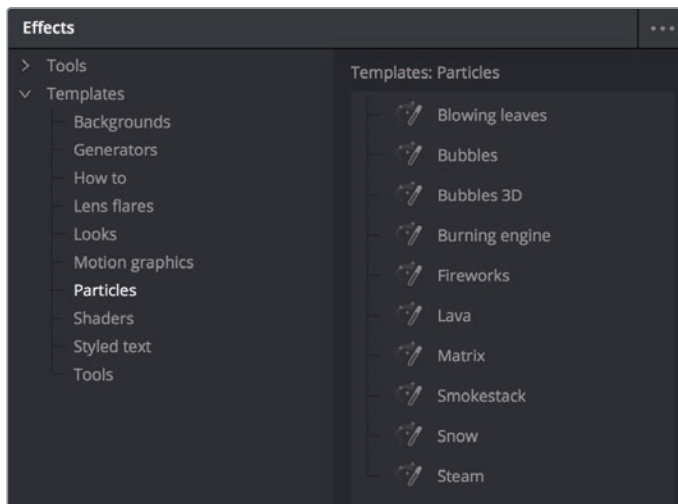 Effects
Tools
Templates
Backgrounds
Generators
How to
Lens flares
Looks
Motion graphics
Particles
Shaders
Styled text
Tools
Templates: Particles
Blowing leaves
Bubbles
Bubbles 3D
Burning engine
Fireworks
Lava
Matrix
Smokestack
Snow
Steam